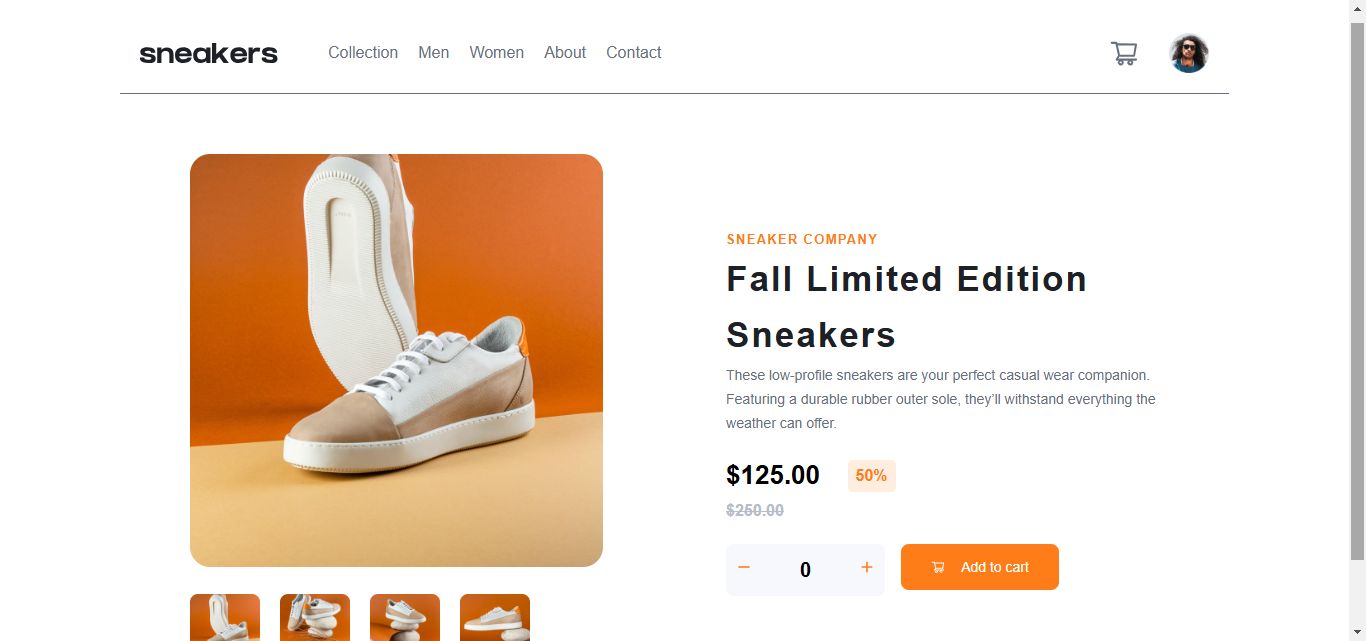 sneakers
Collection Men Women About Contact
SNEAKER COMPANY
Fall Limited Edition
Sneakers
These low-profile sneakers are your perfect casual wear companion.
Featuring a durable rubber outer sole, they’ll withstand everything the
weather can offer.
$125.00 50%
$250.00
− 0 + Add to cart